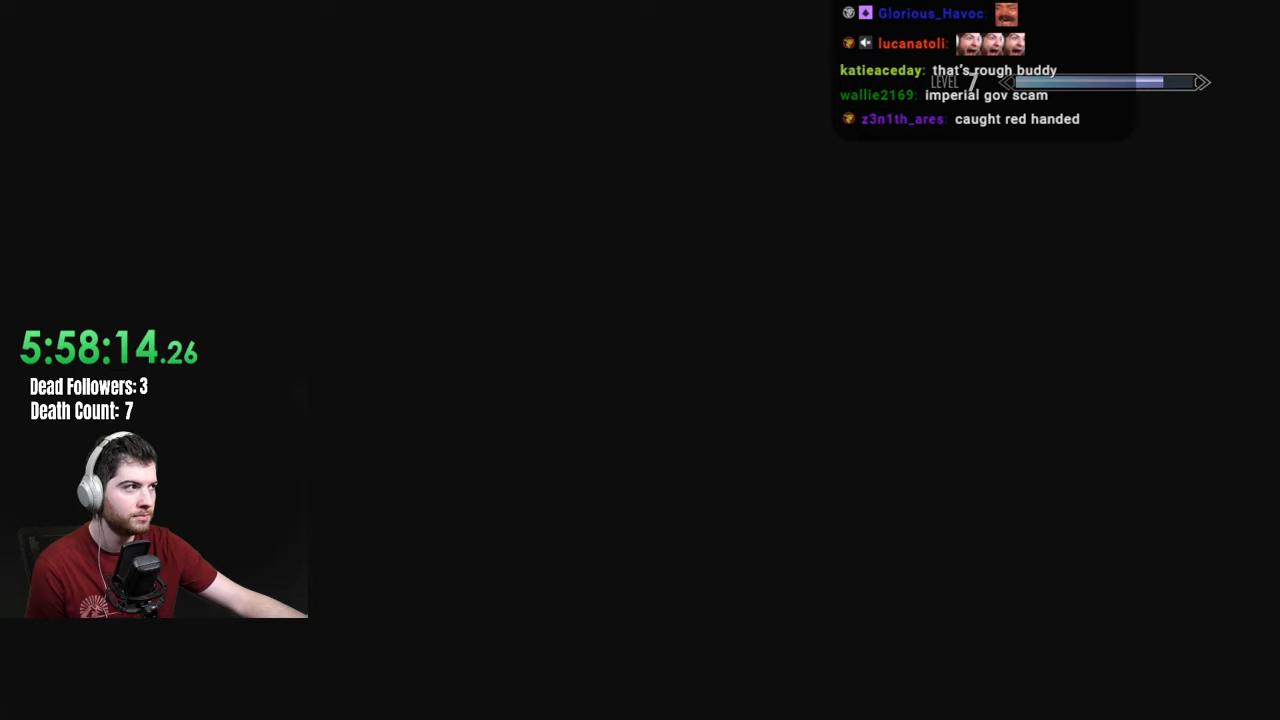 Glorious_Havoc:
lucanatoli:
katieaceday: that's rough buddy
LEVEL 7
wallie2169: imperial gov scam
z3n1th_ares: caught red handed
5:58:14.26
Dead Followers: 3
Death Count: 7